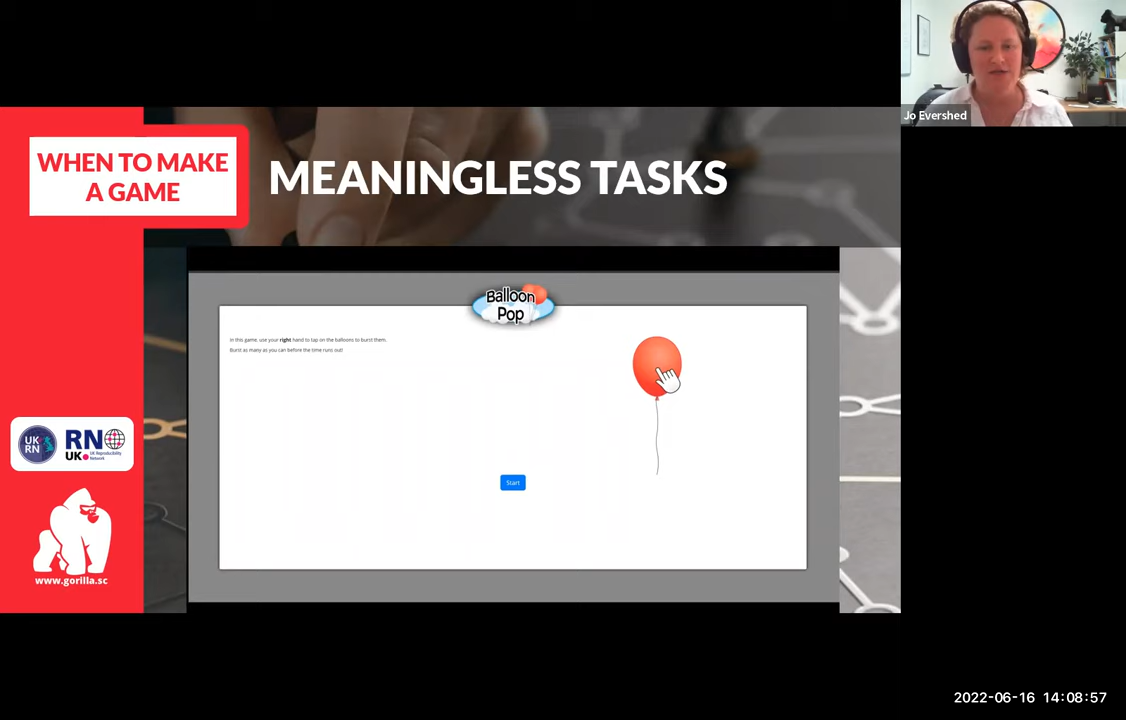 Jo Evershed
WHEN TO MAKE
A GAME
MEANINGLESS TASKS
Balloon
Pop
In this game, use your right hand to tap on the balloons to burst them.
Burst as many as you can before the time runs out!
Start
UK
RN
RN
UK
UK Reproducibility
Network
www.gorilla.sc
2022-06-16 14:08:57